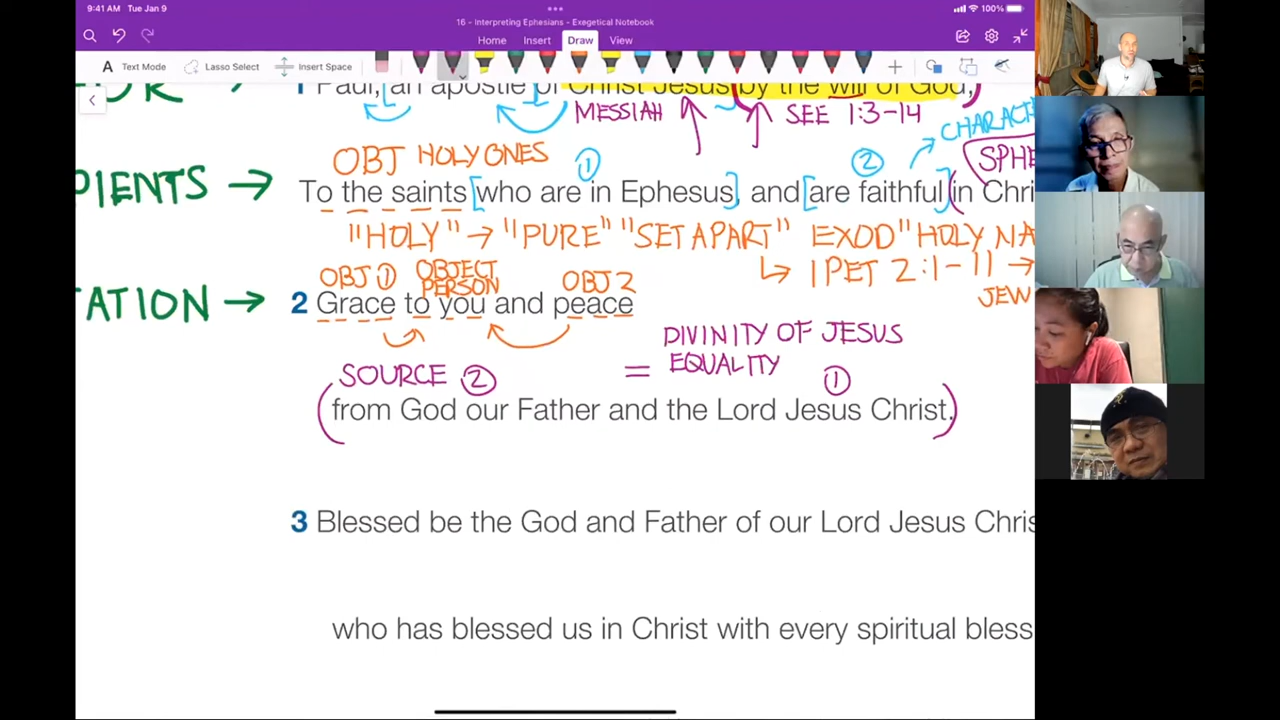 9:41 AM Tue Jan 9
100%
16 - Interpreting Ephesians - Exegetical Notebook
Home Insert Draw View
Text Mode Lasso Select Insert Space
1 Paul, [an apostle of Christ Jesus (by the will of God,)
MESSIAH SEE 1:3-14
OBJ HOLY ONES ① ② 
PIENTS → To the saints [who are in Ephesus], and [are faithful] (in Chri
"HOLY" → "PURE" "SET APART" EXOD "HOLY NA
↳ 1 PET 2:1-11 →
JEW
OBJ ① OBJECT PERSON OBJ 2
TATION → 2 Grace to you and peace
DIVINITY OF JESUS
= EQUALITY
SOURCE ② ①
(from God our Father and the Lord Jesus Christ.)
3 Blessed be the God and Father of our Lord Jesus Chris
who has blessed us in Christ with every spiritual bless